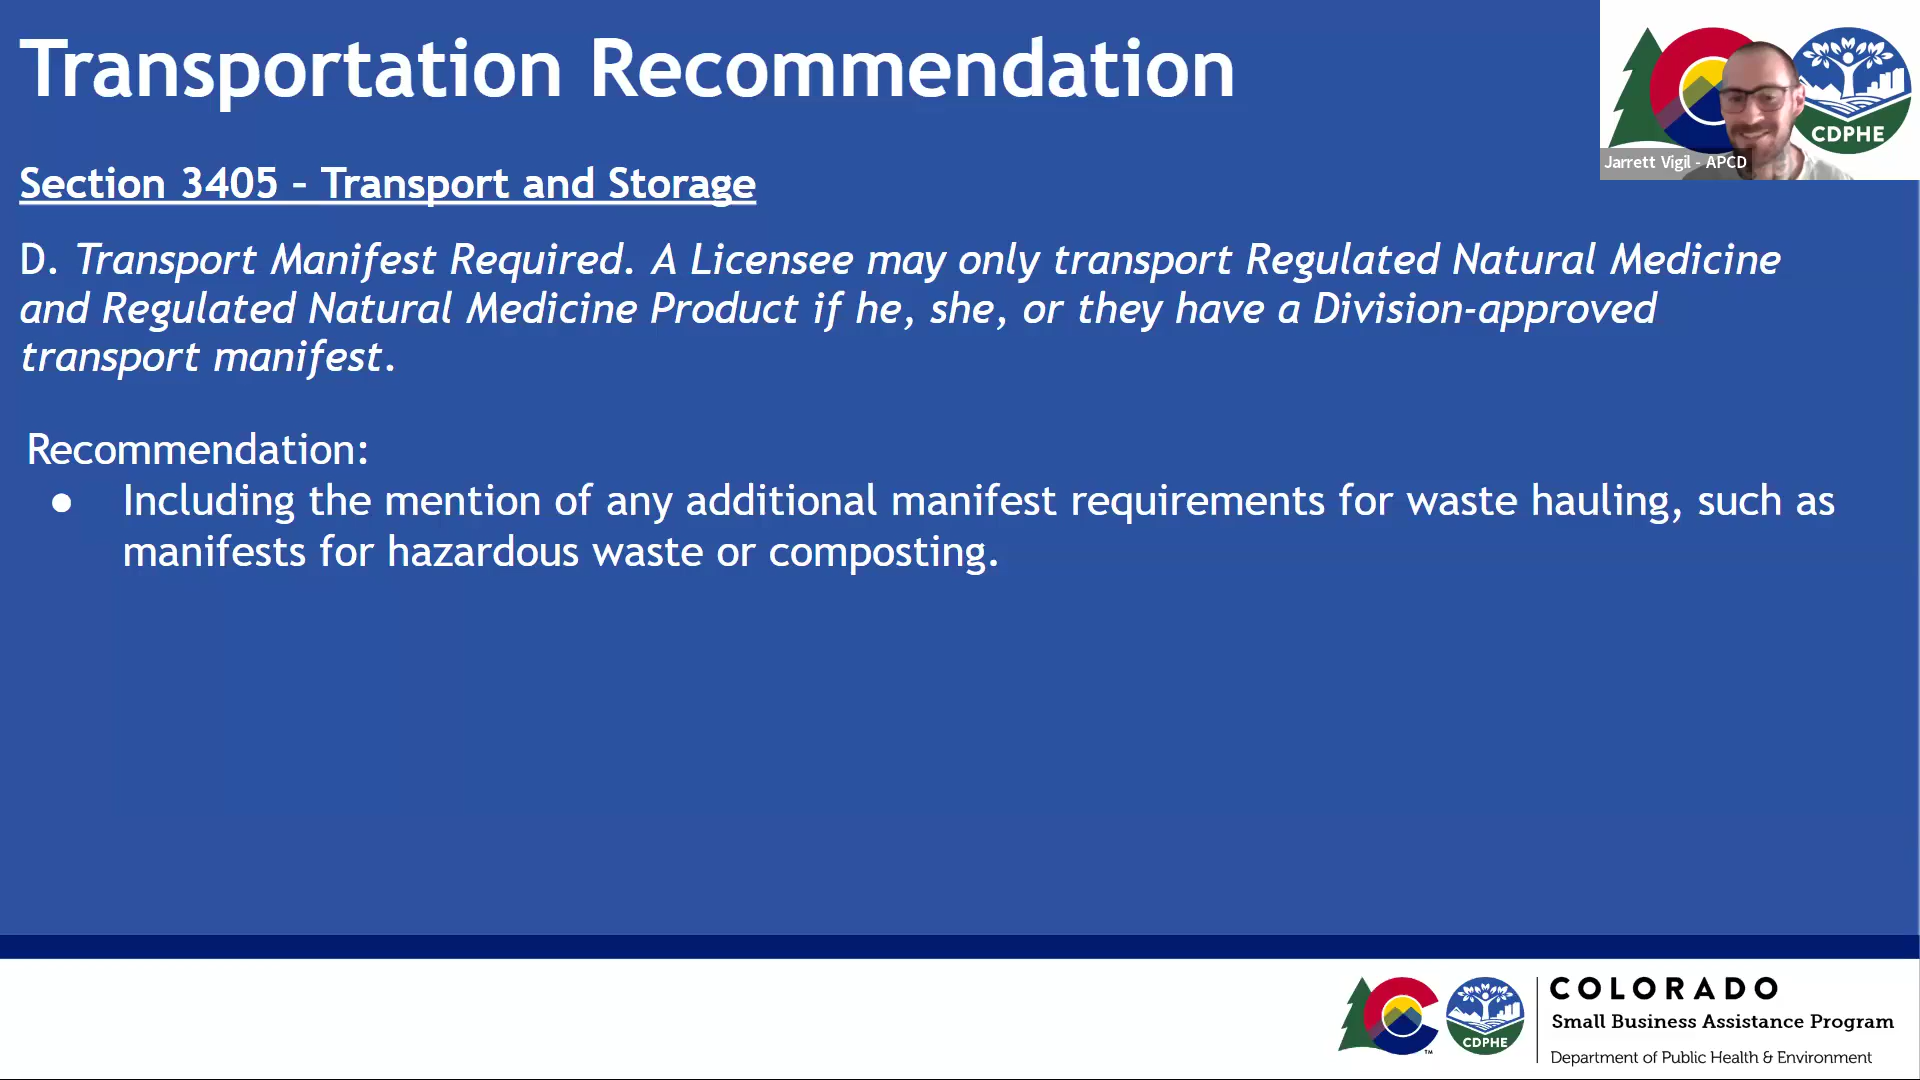 Transportation Recommendation
CDPHE
Jarrett Vigil - APCD
Section 3405 – Transport and Storage
D. Transport Manifest Required. A Licensee may only transport Regulated Natural Medicine
and Regulated Natural Medicine Product if he, she, or they have a Division-approved
transport manifest.
Recommendation:
● Including the mention of any additional manifest requirements for waste hauling, such as
manifests for hazardous waste or composting.
COLORADO
Small Business Assistance Program
CDPHE
TM
Department of Public Health & Environment